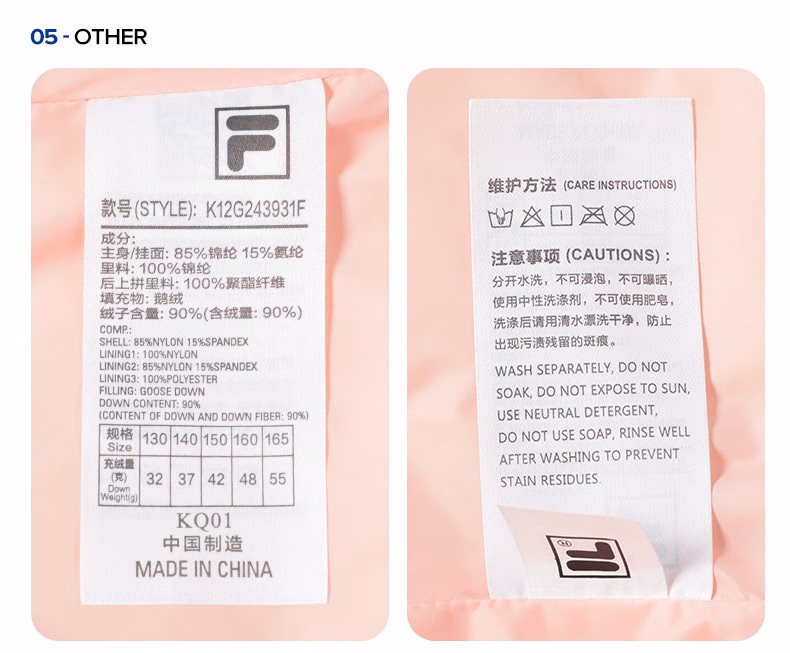 05 - OTHER
款号(STYLE): K12G243931F
成分:
主身/挂面: 85%锦纶 15%氨纶
里料: 100%锦纶
后上拼里料: 100%聚酯纤维
填充物: 鹅绒
绒子含量: 90%(含绒量: 90%)
COMP.:
SHELL: 85%NYLON 15%SPANDEX
LINING1: 100%NYLON
LINING2: 85%NYLON 15%SPANDEX
LINING3: 100%POLYESTER
FILLING: GOOSE DOWN
DOWN CONTENT: 90%
(CONTENT OF DOWN AND DOWN FIBER: 90%)
规格 Size 130 140 150 160 165
充绒量(克) Down Weight(g) 32 37 42 48 55
KQ01
中国制造
MADE IN CHINA
维护方法 (CARE INSTRUCTIONS)
注意事项 (CAUTIONS) :
分开水洗，不可浸泡，不可曝晒，
使用中性洗涤剂，不可使用肥皂，
洗涤后请用清水漂洗干净，防止
出现污渍残留的斑痕。
WASH SEPARATELY, DO NOT
SOAK, DO NOT EXPOSE TO SUN,
USE NEUTRAL DETERGENT,
DO NOT USE SOAP, RINSE WELL
AFTER WASHING TO PREVENT
STAIN RESIDUES.